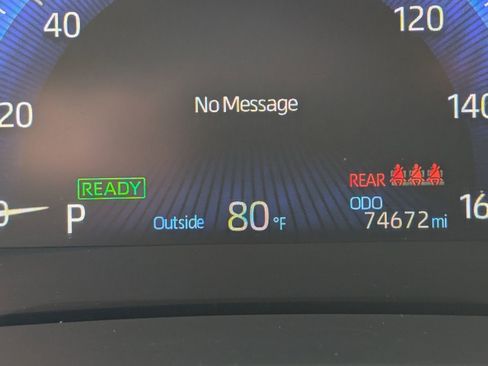 40
120
20
No Message
140
READY
REAR
P
Outside 80 °F
ODO
74672 mi